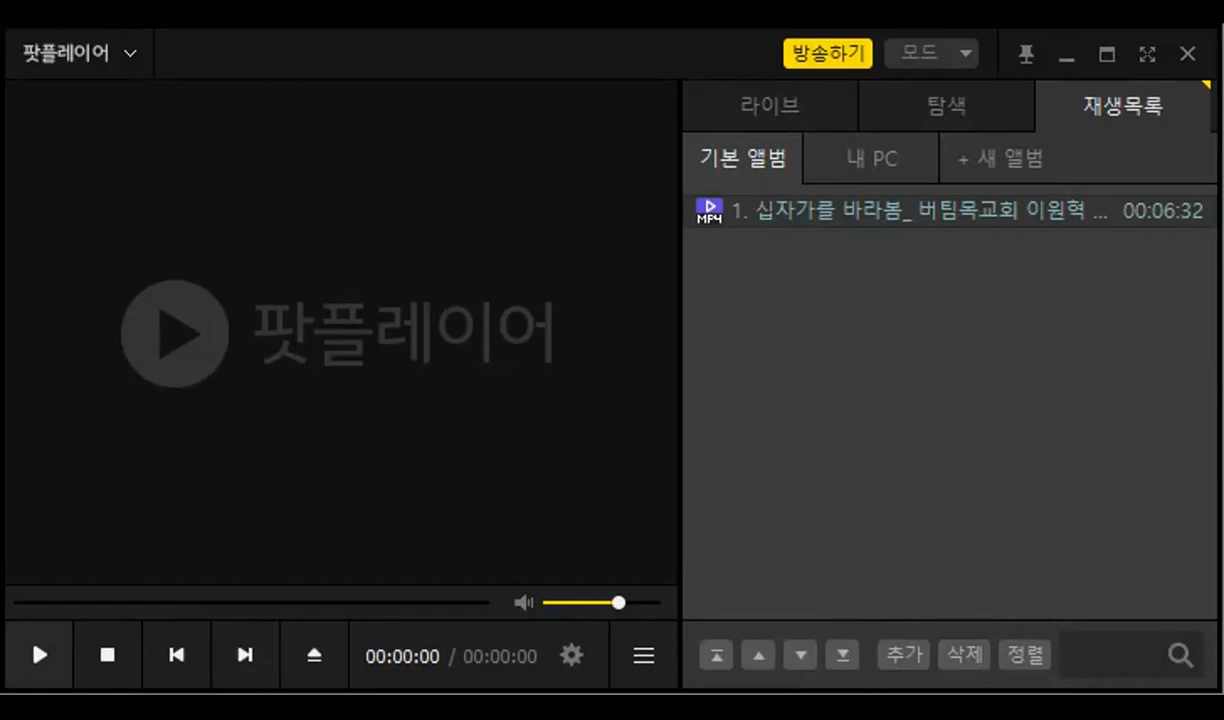 팟플레이어
방송하기 모드
라이브 탐색 재생목록
기본 앨범 내 PC + 새 앨범
MP4 1. 십자가를 바라봄_ 버팀목교회 이원혁 ... 00:06:32
팟플레이어
00:00:00 / 00:00:00
추가 삭제 정렬